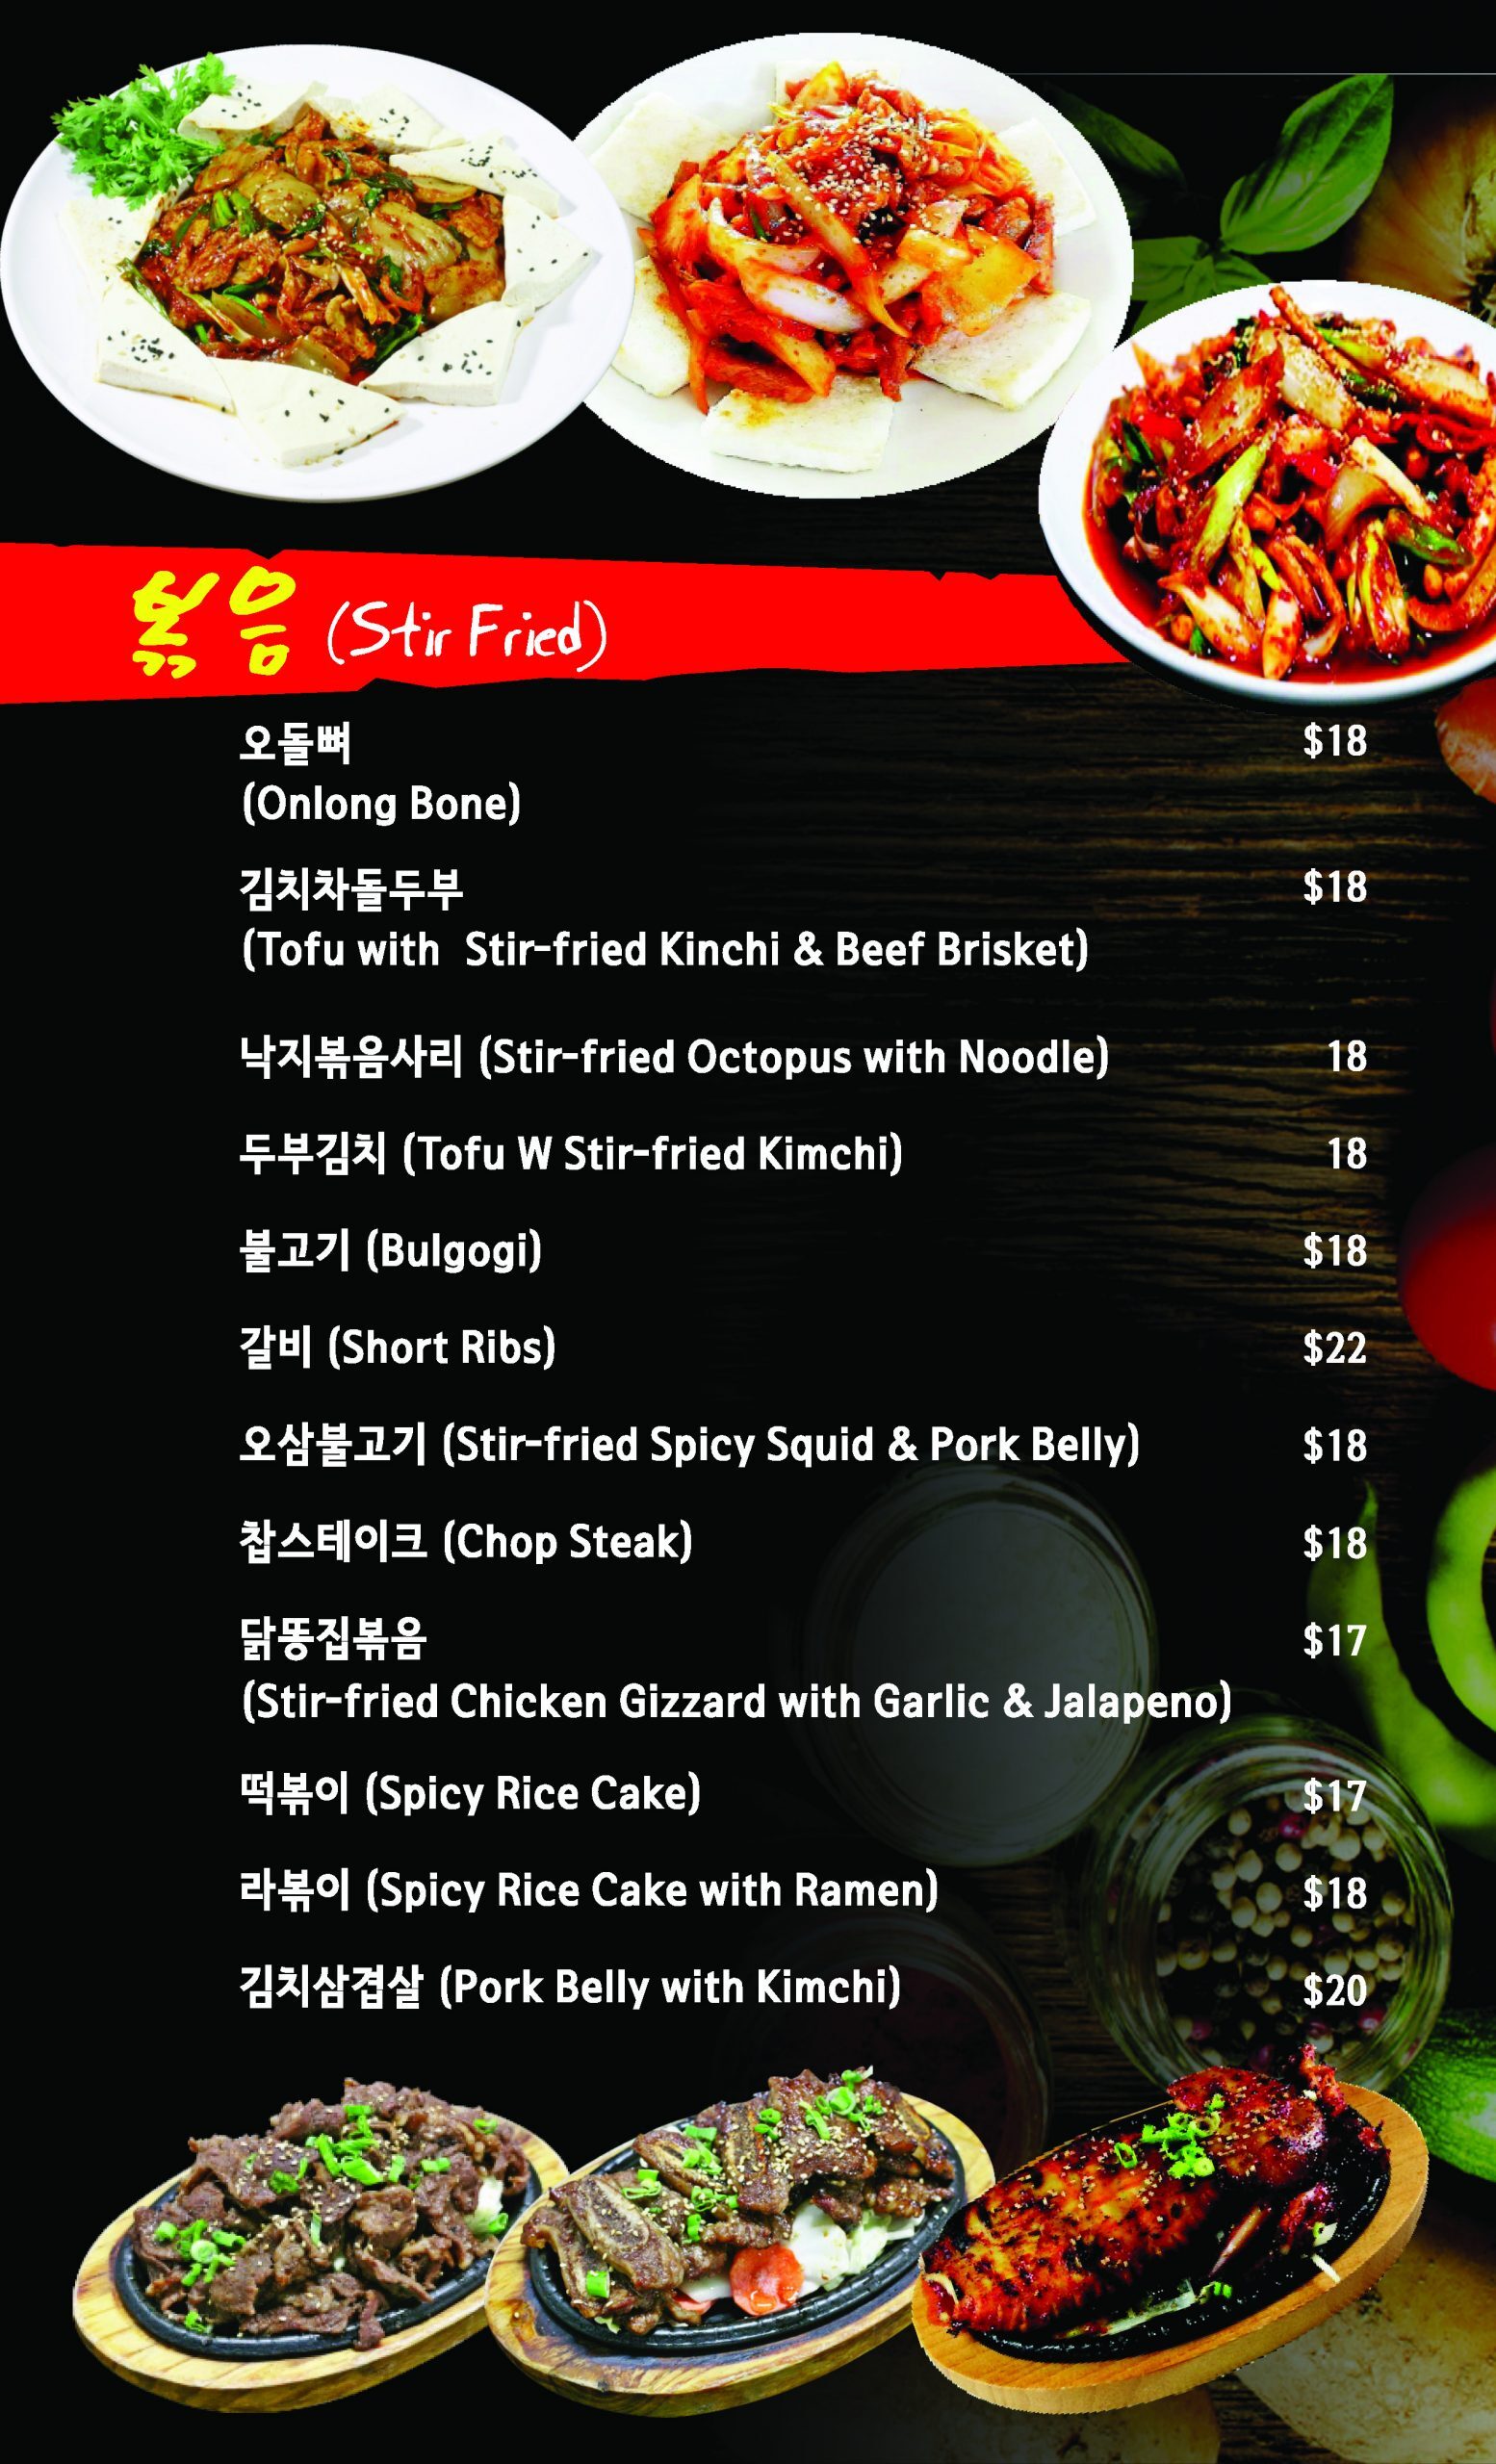 볶음 (Stir Fried)
오돌뼈 $18
(Onlong Bone)
김치차돌두부 $18
(Tofu with Stir-fried Kinchi & Beef Brisket)
낙지볶음사리 (Stir-fried Octopus with Noodle) 18
두부김치 (Tofu W Stir-fried Kimchi) 18
불고기 (Bulgogi) $18
갈비 (Short Ribs) $22
오삼불고기 (Stir-fried Spicy Squid & Pork Belly) $18
찹스테이크 (Chop Steak) $18
닭똥집볶음 $17
(Stir-fried Chicken Gizzard with Garlic & Jalapeno)
떡볶이 (Spicy Rice Cake) $17
라볶이 (Spicy Rice Cake with Ramen) $18
김치삼겹살 (Pork Belly with Kimchi) $20